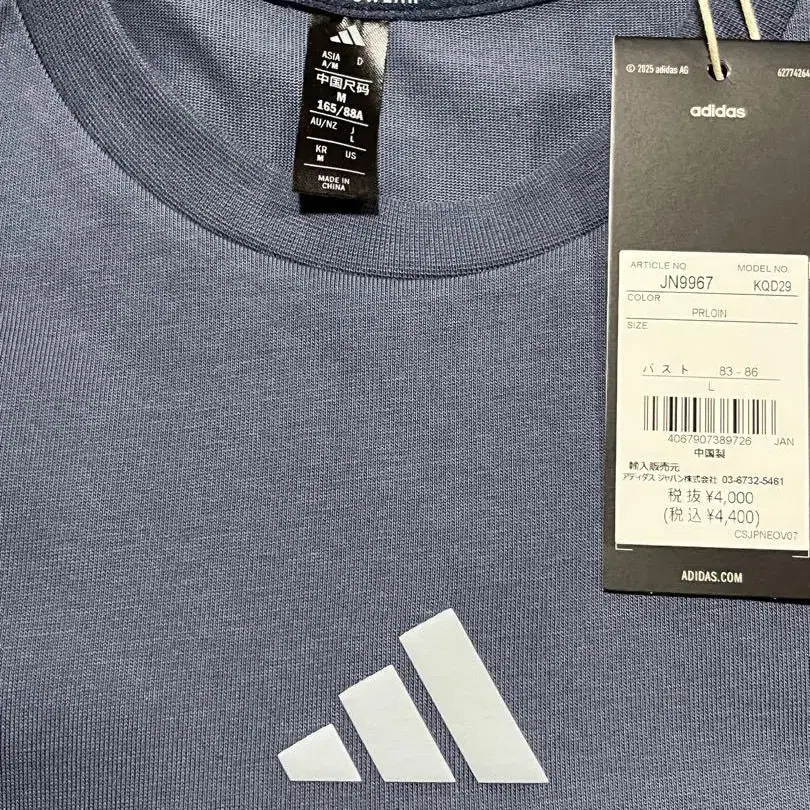 ASIA D
A/M
中国尺码
M
165/88A
AU/NZ J
L
KR US
M
MADE IN
CHINA
© 2025 adidas AG 62774264
adidas
ARTICLE NO. MODEL NO.
JN9967 KQD29
COLOR
PRLOIN
SIZE
バスト 83 - 86
L
4067907389726 JAN
中国製
輸入販売元
アディダス ジャパン株式会社 03-6732-5461
税抜 ¥4,000
(税込 ¥4,400)
CSJPNEOV07
ADIDAS.COM